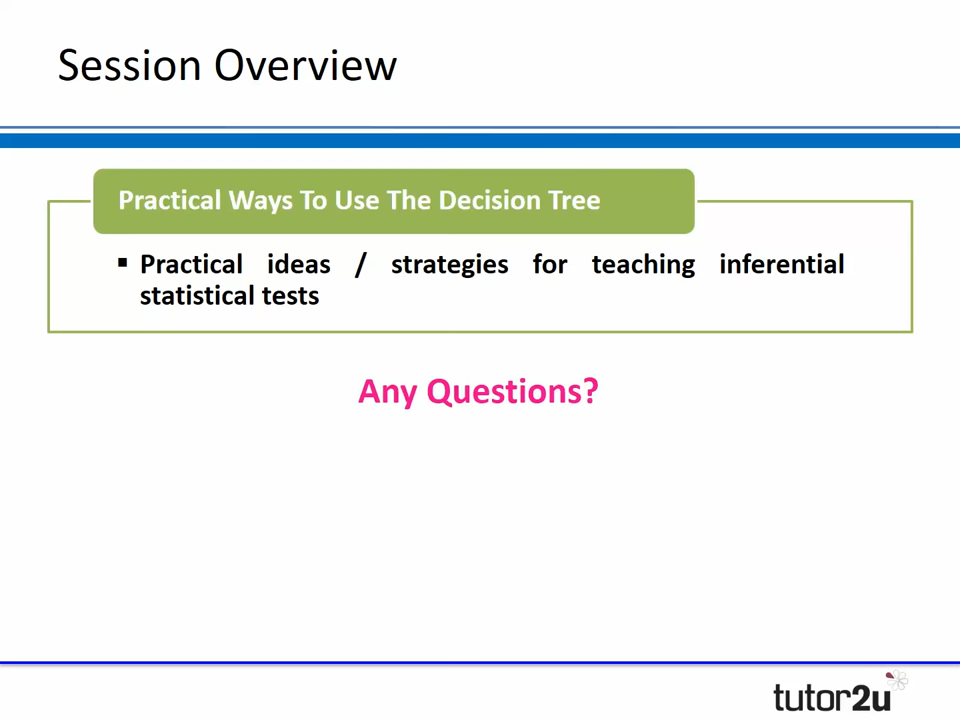 Session Overview
Practical Ways To Use The Decision Tree
▪ Practical ideas / strategies for teaching inferential
statistical tests
Any Questions?
tutor2u